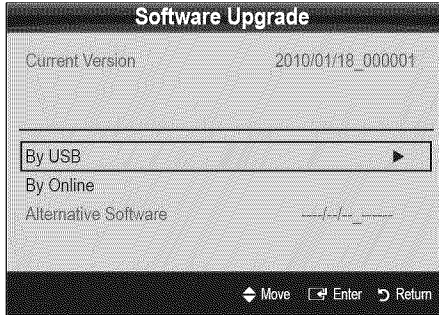 Software Upgrade
Current Version 2010/01/18_000001
By USB ►
By Online
Alternative Software ----/--/--_------
Move Enter Return